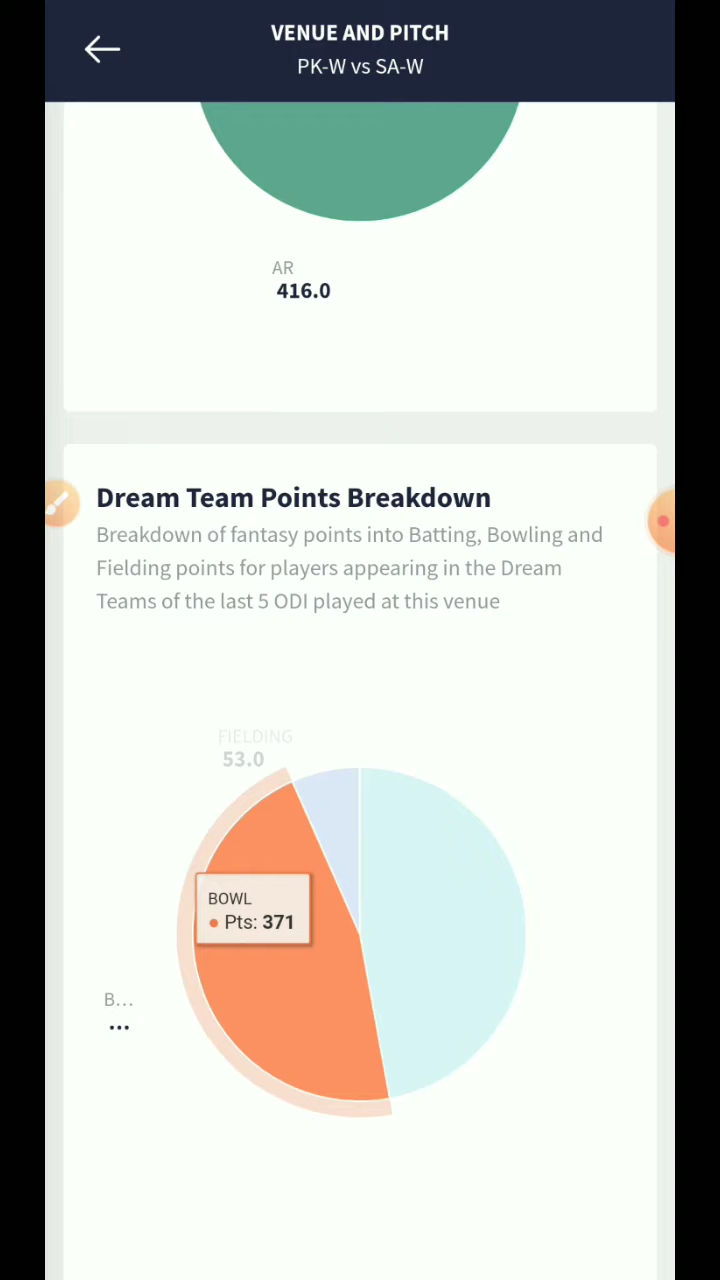 VENUE AND PITCH
PK-W vs SA-W
AR
416.0
Dream Team Points Breakdown
Breakdown of fantasy points into Batting, Bowling and
Fielding points for players appearing in the Dream
Teams of the last 5 ODI played at this venue
FIELDING
53.0
BOWL
Pts: 371
B...
...